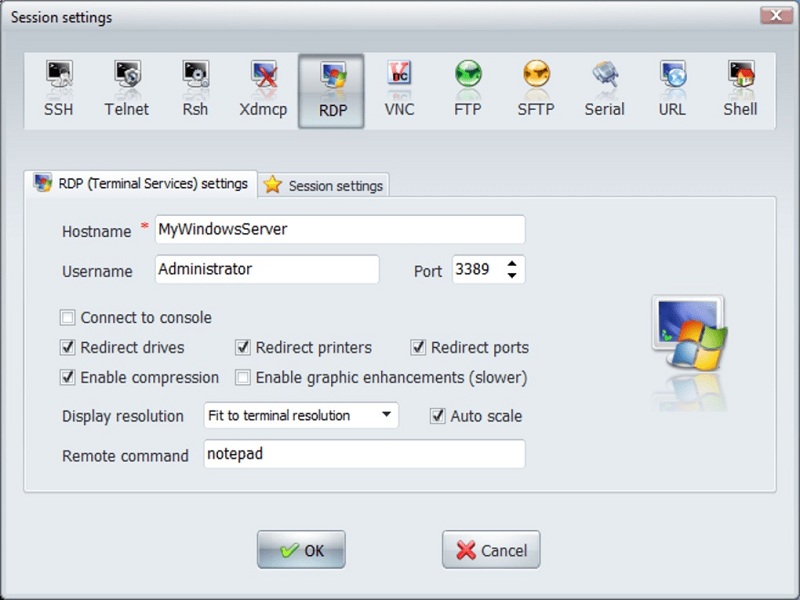 Session settings
SSH Telnet Rsh Xdmcp RDP VNC FTP SFTP Serial URL Shell
RDP (Terminal Services) settings Session settings
Hostname * MyWindowsServer
Username Administrator Port 3389
Connect to console
Redirect drives Redirect printers Redirect ports
Enable compression Enable graphic enhancements (slower)
Display resolution Fit to terminal resolution Auto scale
Remote command notepad
OK Cancel